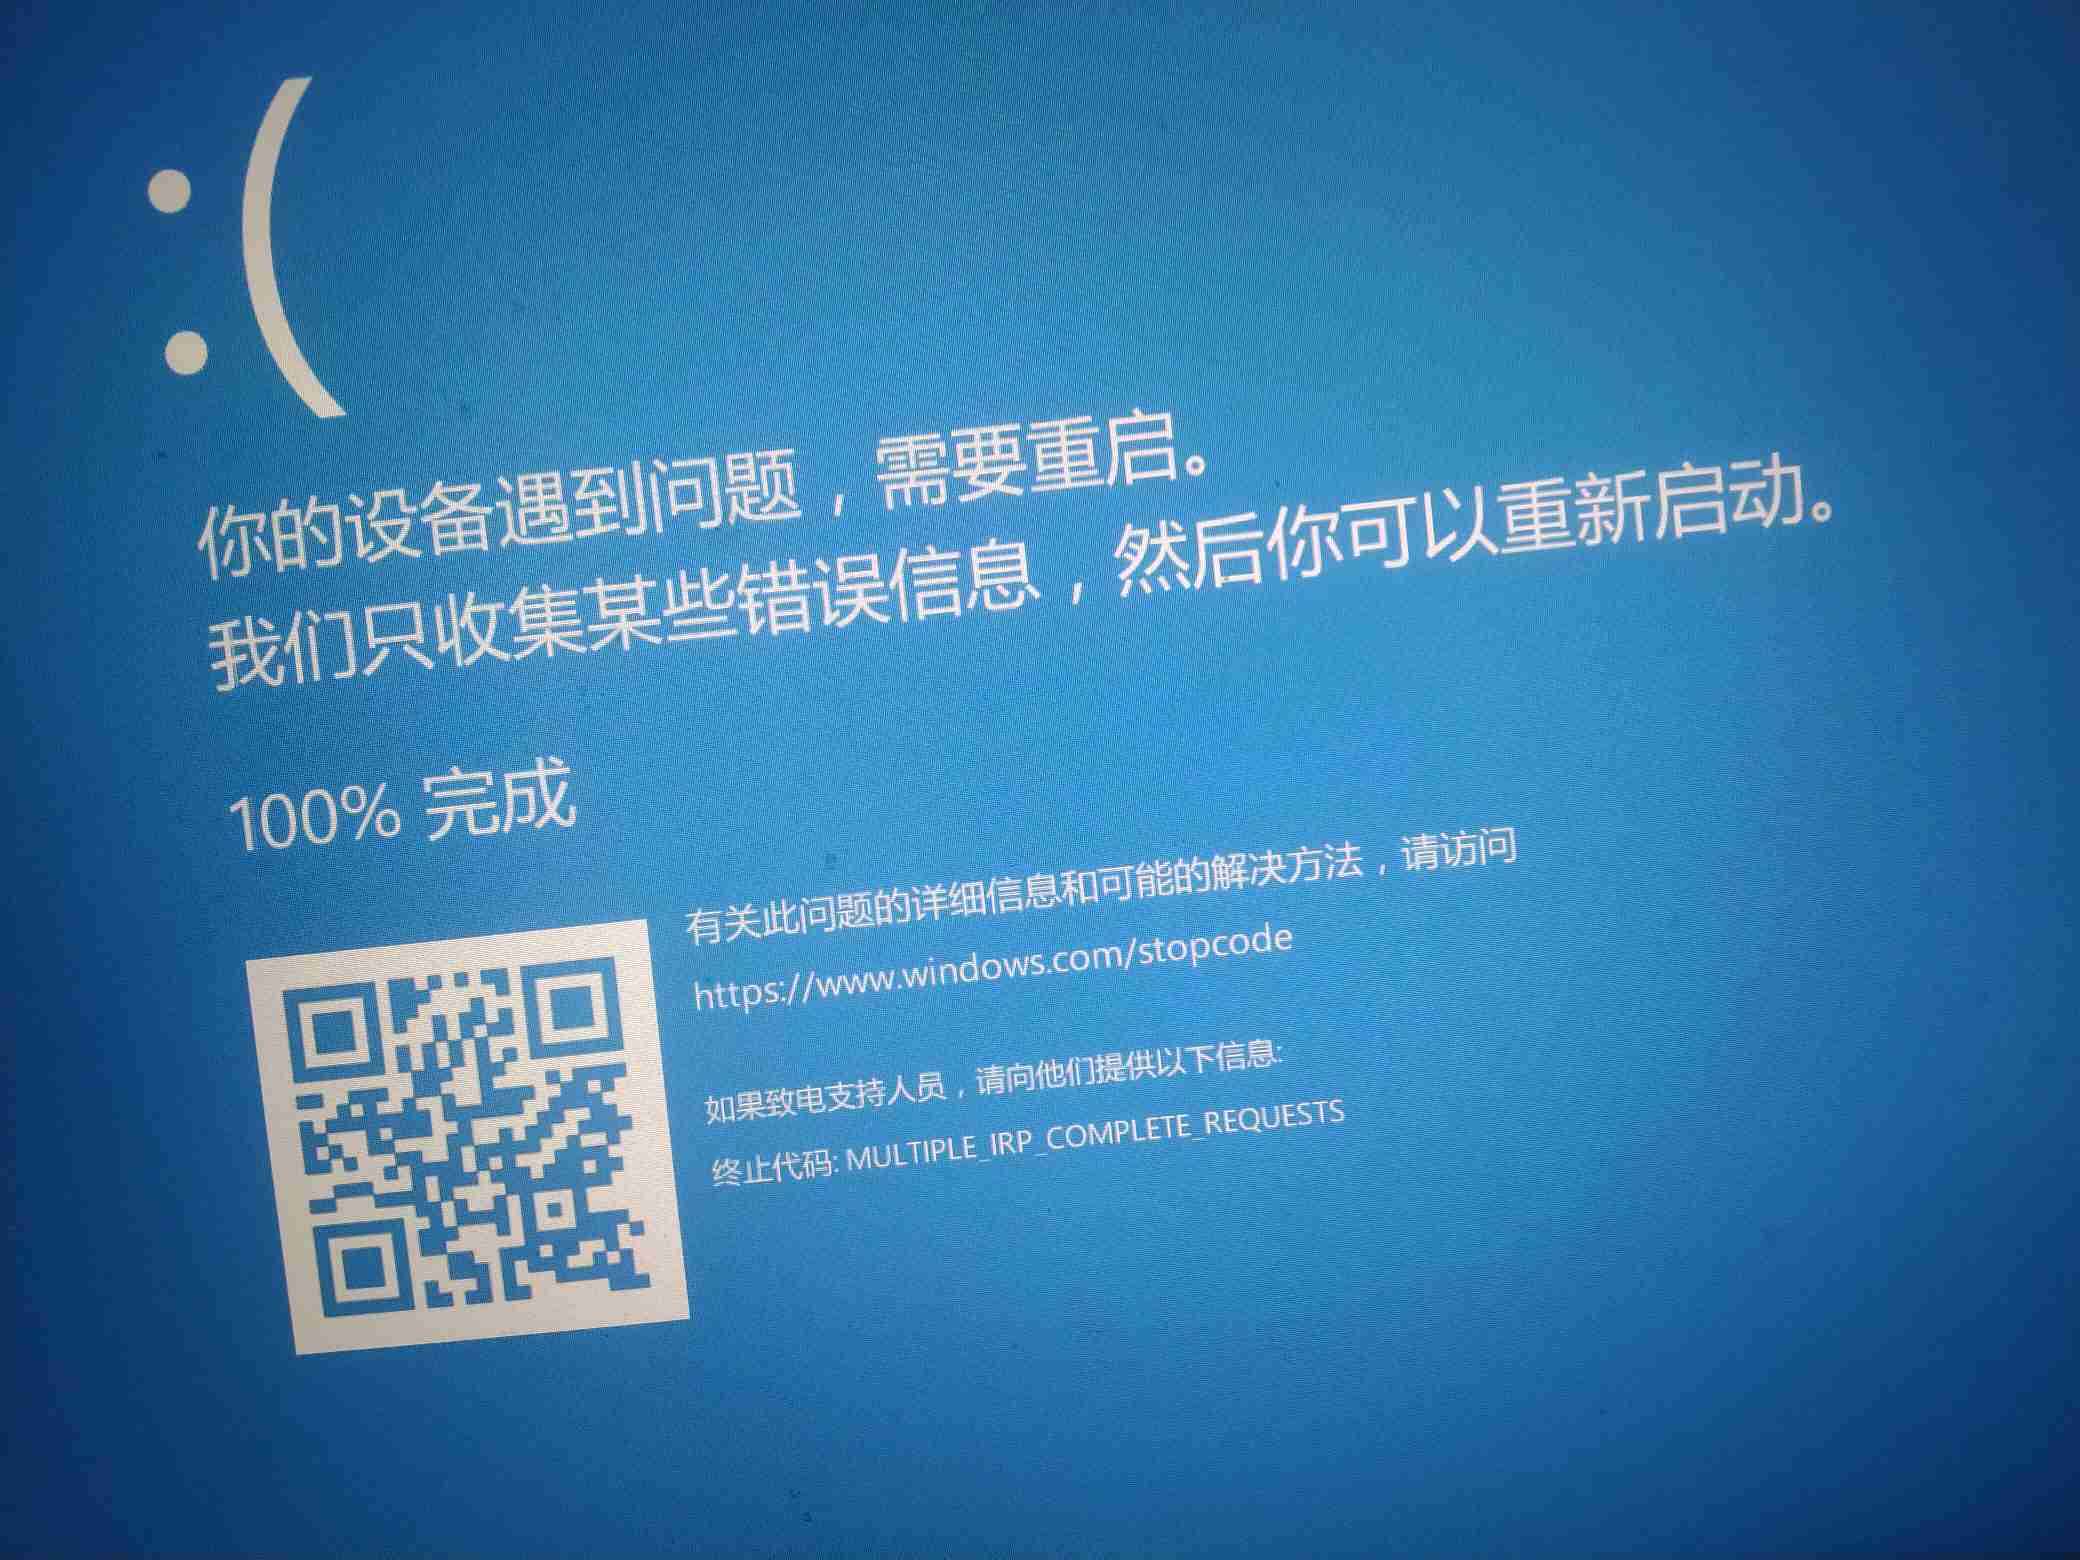 :(
你的设备遇到问题，需要重启。
我们只收集某些错误信息，然后你可以重新启动。
100% 完成
有关此问题的详细信息和可能的解决方法，请访问
https://www.windows.com/stopcode
如果致电支持人员，请向他们提供以下信息:
终止代码: MULTIPLE_IRP_COMPLETE_REQUESTS